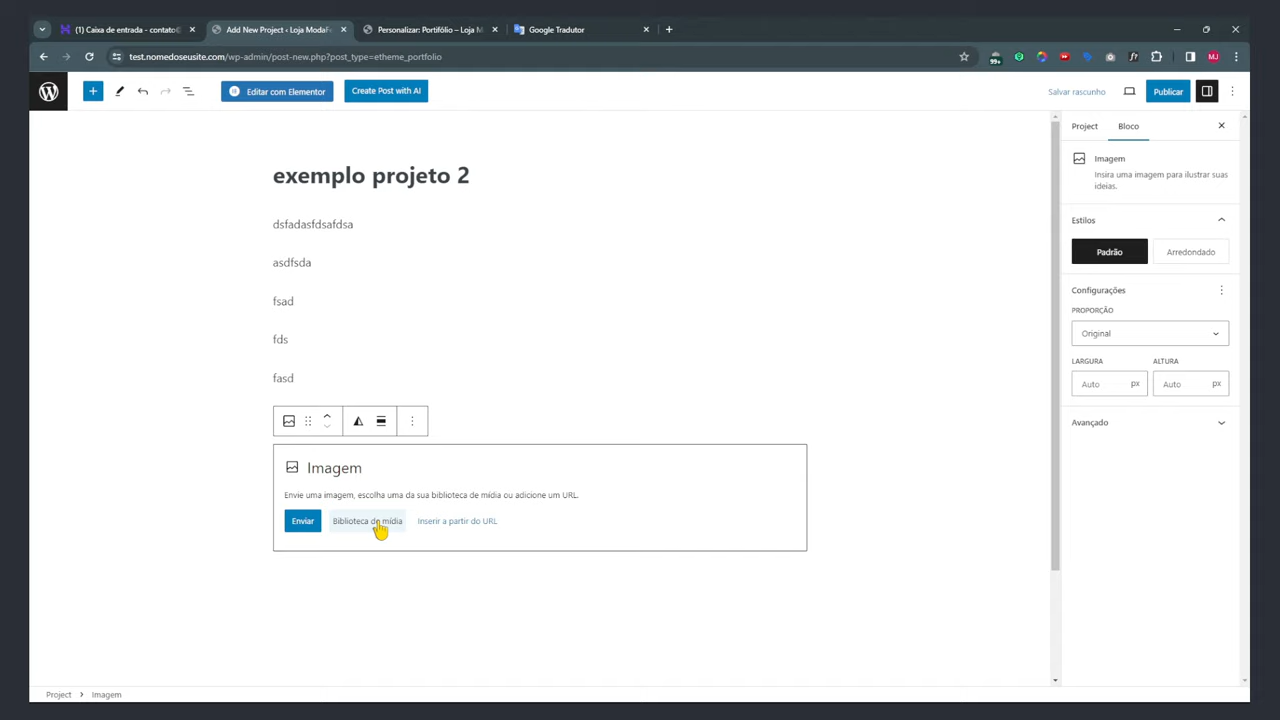 (1) Caixa de entrada - contato@
Add New Project ‹ Loja ModaFe
Personalizar: Portifólio – Loja M
Google Tradutor
test.nomedoseusite.com/wp-admin/post-new.php?post_type=etheme_portfolio
99+
MJ
Editar com Elementor
Create Post with AI
Salvar rascunho
Publicar
Project
Bloco
Imagem
Insira uma imagem para ilustrar suas
ideias.
Estilos
Padrão
Arredondado
Configurações
PROPORÇÃO
Original
LARGURA
ALTURA
Auto px
Auto px
Avançado
exemplo projeto 2
dsfadasfdsafdsa
asdfsda
fsad
fds
fasd
Imagem
Envie uma imagem, escolha uma da sua biblioteca de mídia ou adicione um URL.
Enviar
Biblioteca de mídia
Inserir a partir do URL
Project › Imagem